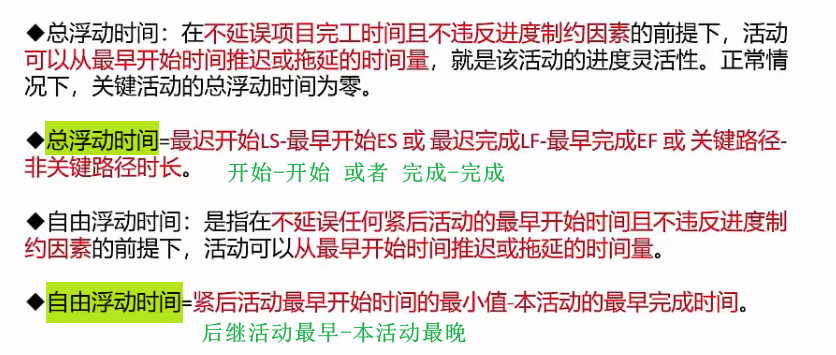 ◆总浮动时间：在不延误项目完工时间且不违反进度制约因素的前提下，活动
可以从最早开始时间推迟或拖延的时间量，就是该活动的进度灵活性。正常情
况下，关键活动的总浮动时间为零。
◆总浮动时间=最迟开始LS-最早开始ES 或 最迟完成LF-最早完成EF 或 关键路径-
非关键路径时长。
开始-开始 或者 完成-完成
◆自由浮动时间：是指在不延误任何紧后活动的最早开始时间且不违反进度制
约因素的前提下，活动可以从最早开始时间推迟或拖延的时间量。
◆自由浮动时间=紧后活动最早开始时间的最小值-本活动的最早完成时间。
后继活动最早-本活动最晚